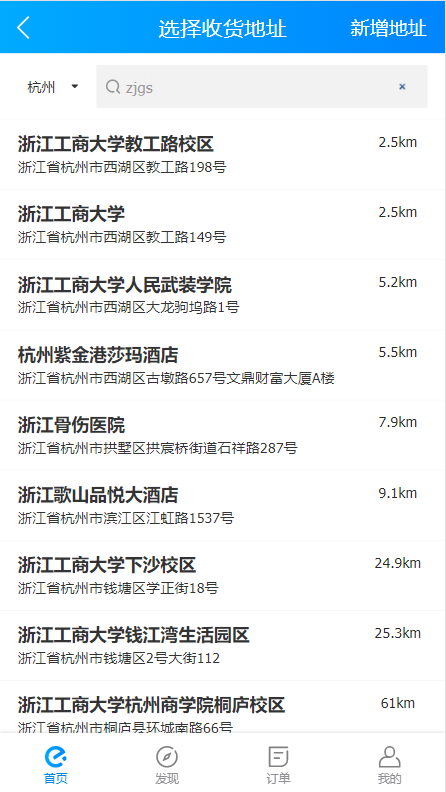 选择收货地址
新增地址
杭州
zjgs
×
浙江工商大学教工路校区
2.5km
浙江省杭州市西湖区教工路198号
浙江工商大学
2.5km
浙江省杭州市西湖区教工路149号
浙江工商大学人民武装学院
5.2km
浙江省杭州市西湖区大龙驹坞路1号
杭州紫金港莎玛酒店
5.5km
浙江省杭州市西湖区古墩路657号文鼎财富大厦A楼
浙江骨伤医院
7.9km
浙江省杭州市拱墅区拱宸桥街道石祥路287号
浙江歌山品悦大酒店
9.1km
浙江省杭州市滨江区江虹路1537号
浙江工商大学下沙校区
24.9km
浙江省杭州市钱塘区学正街18号
浙江工商大学钱江湾生活园区
25.3km
浙江省杭州市钱塘区2号大街112
浙江工商大学杭州商学院桐庐校区
61km
浙江省杭州市桐庐县环城南路66号
首页
发现
订单
我的